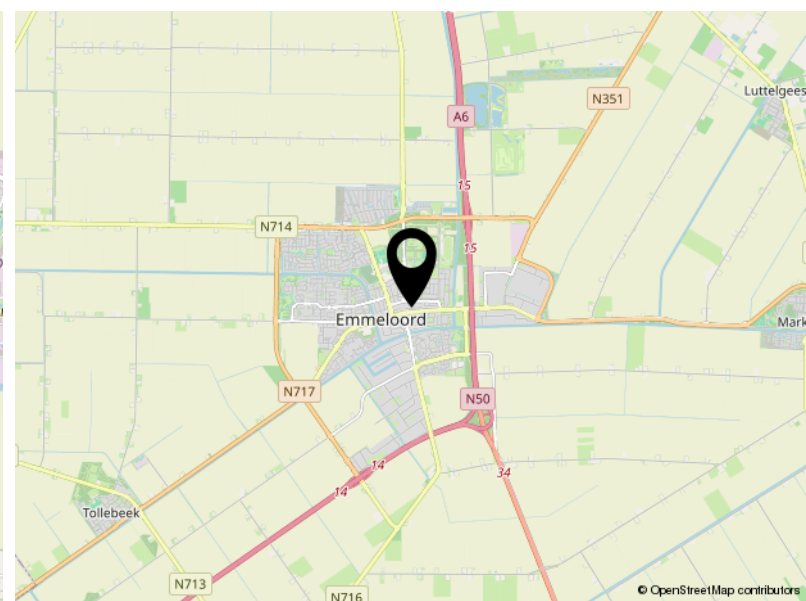 Luttelgees
N351
A6
15
N714
15
Emmeloord
Mark
N717
N50
14
34
14
Tollebeek
N713
N716
© OpenStreetMap contributors